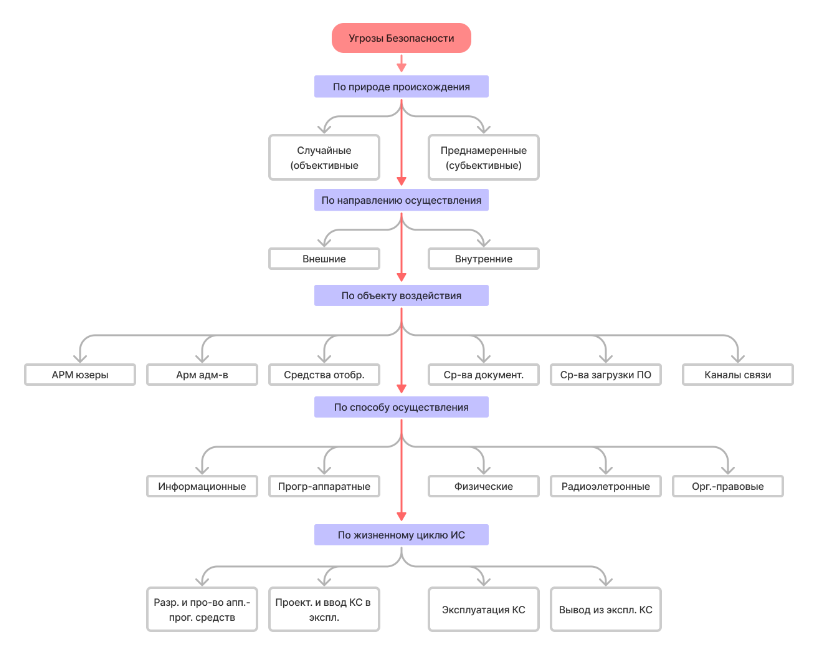 Угрозы Безопасности
По природе происхождения
Случайные
(объективные
Преднамеренные
(субьективные)
По направлению осуществления
Внешние
Внутренние
По объекту воздействия
АРМ юзеры
Арм адм-в
Средства отобр.
Ср-ва документ.
Ср-ва загрузки ПО
Каналы связи
По способу осуществления
Информационные
Прогр-аппаратные
Физические
Радиоэлетронные
Орг.-правовые
По жизненному циклу ИС
Разр. и про-во апп.-
прог. средств
Проект. и ввод КС в
экспл.
Эксплуатация КС
Вывод из экспл. КС